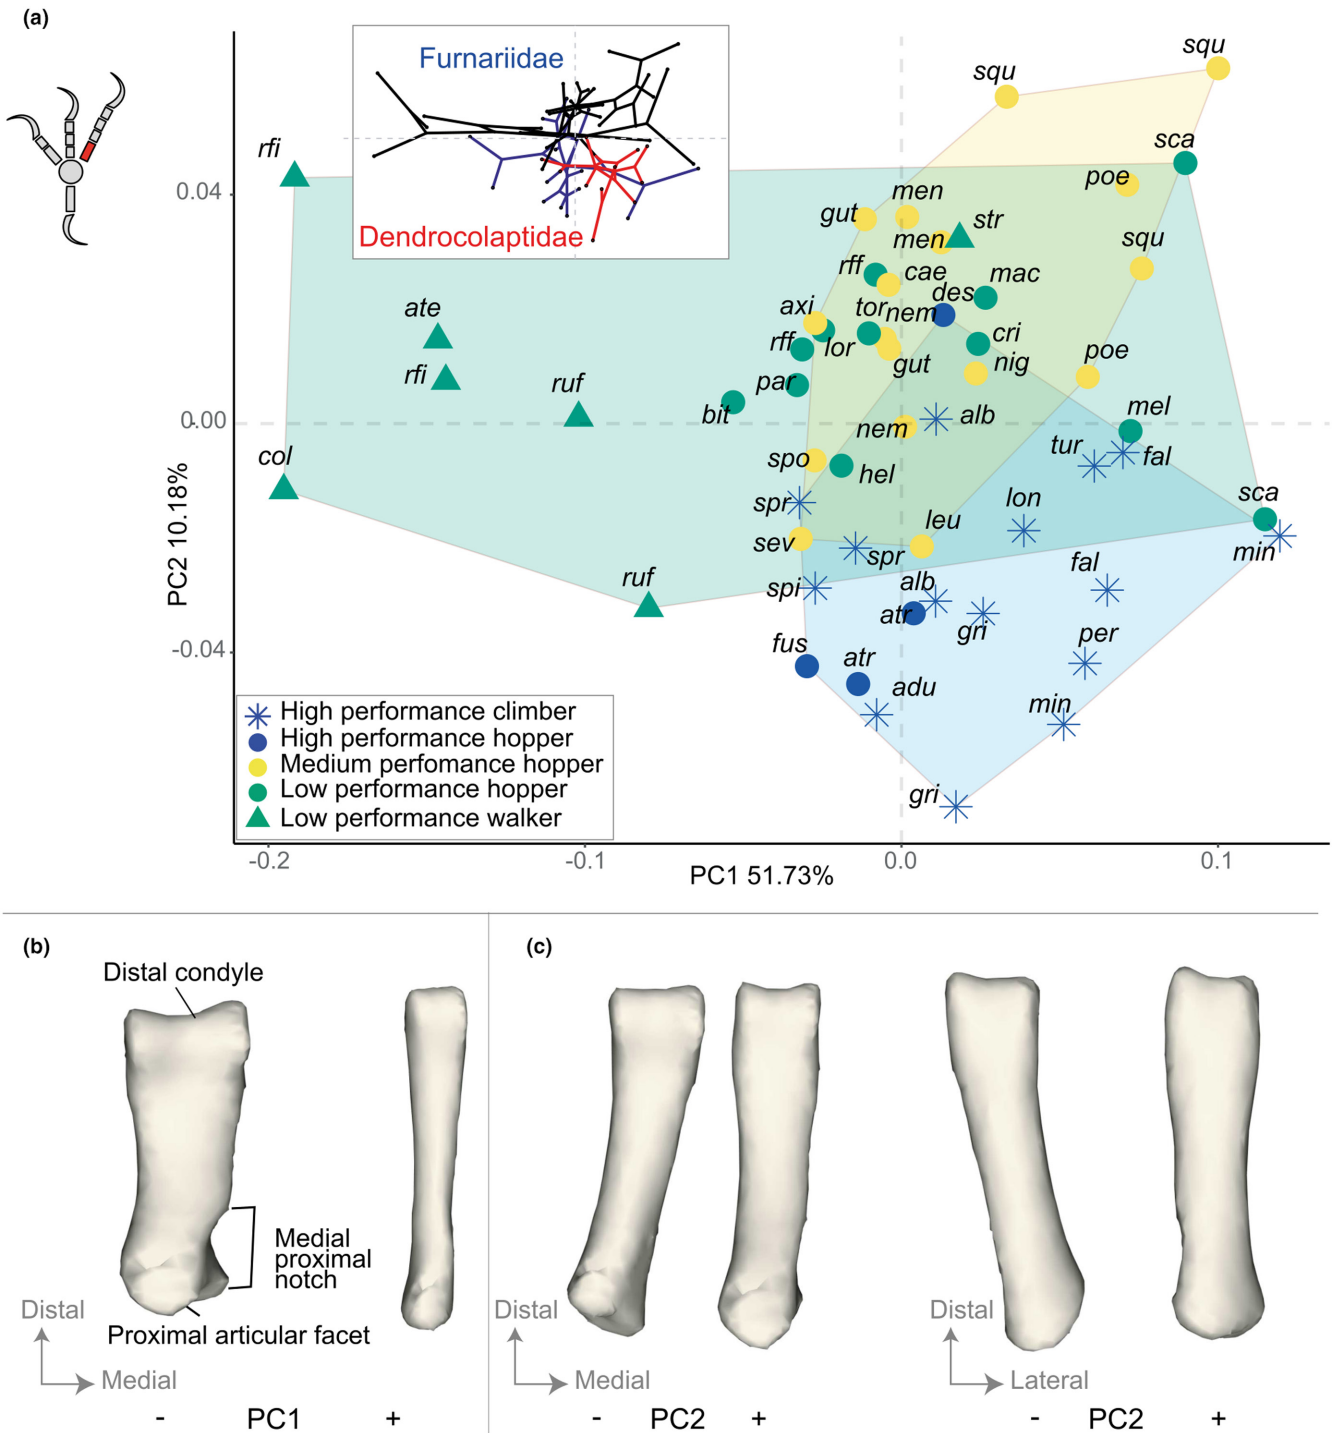 (a)
Furnariidae
Dendrocolaptidae
squ
squ
sca
rfi
poe
0.04
men
gut
str
men
squ
rff
cae
mac
des
ate
axi
tor
nem
cri
rff
lor
rfi
gut
nig
poe
ruf
par
bit
mel
0.00
nem
alb
tur
fal
col
spo
hel
sca
spr
lon
leu
sev
min
spr
fal
ruf
spi
alb
atr
gri
per
-0.04
fus
atr
adu
min
gri
PC2 10.18%
High performance climber
High performance hopper
Medium perfomance hopper
Low performance hopper
Low performance walker
-0.2
-0.1
0.0
0.1
PC1 51.73%
(b)
Distal condyle
Medial
proximal
notch
Distal
Proximal articular facet
Medial
- PC1 +
(c)
Distal
Medial
- PC2 +
Distal
Lateral
- PC2 +